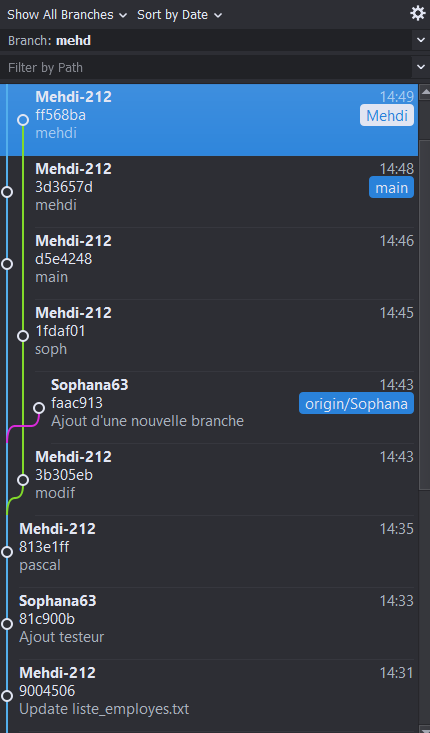 Show All Branches Sort by Date
Branch: mehd
Filter by Path
Mehdi-212 14:49
ff568ba Mehdi
mehdi
Mehdi-212 14:48
3d3657d main
mehdi
Mehdi-212 14:46
d5e4248
main
Mehdi-212 14:45
1fdaf01
soph
Sophana63 14:43
faac913 origin/Sophana
Ajout d'une nouvelle branche
Mehdi-212 14:43
3b305eb
modif
Mehdi-212 14:35
813e1ff
pascal
Sophana63 14:33
81c900b
Ajout testeur
Mehdi-212 14:31
9004506
Update liste_employes.txt